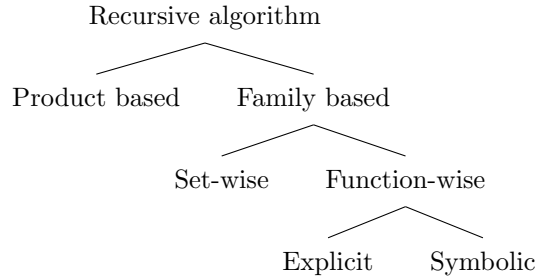 Recursive algorithm
Product based Family based
Set-wise Function-wise
Explicit Symbolic